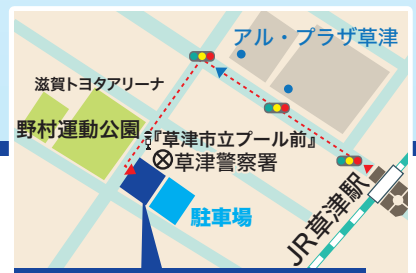 アル・プラザ草津
滋賀トヨタアリーナ
野村運動公園
『草津市立プール前』
草津警察署
駐車場
JR草津駅